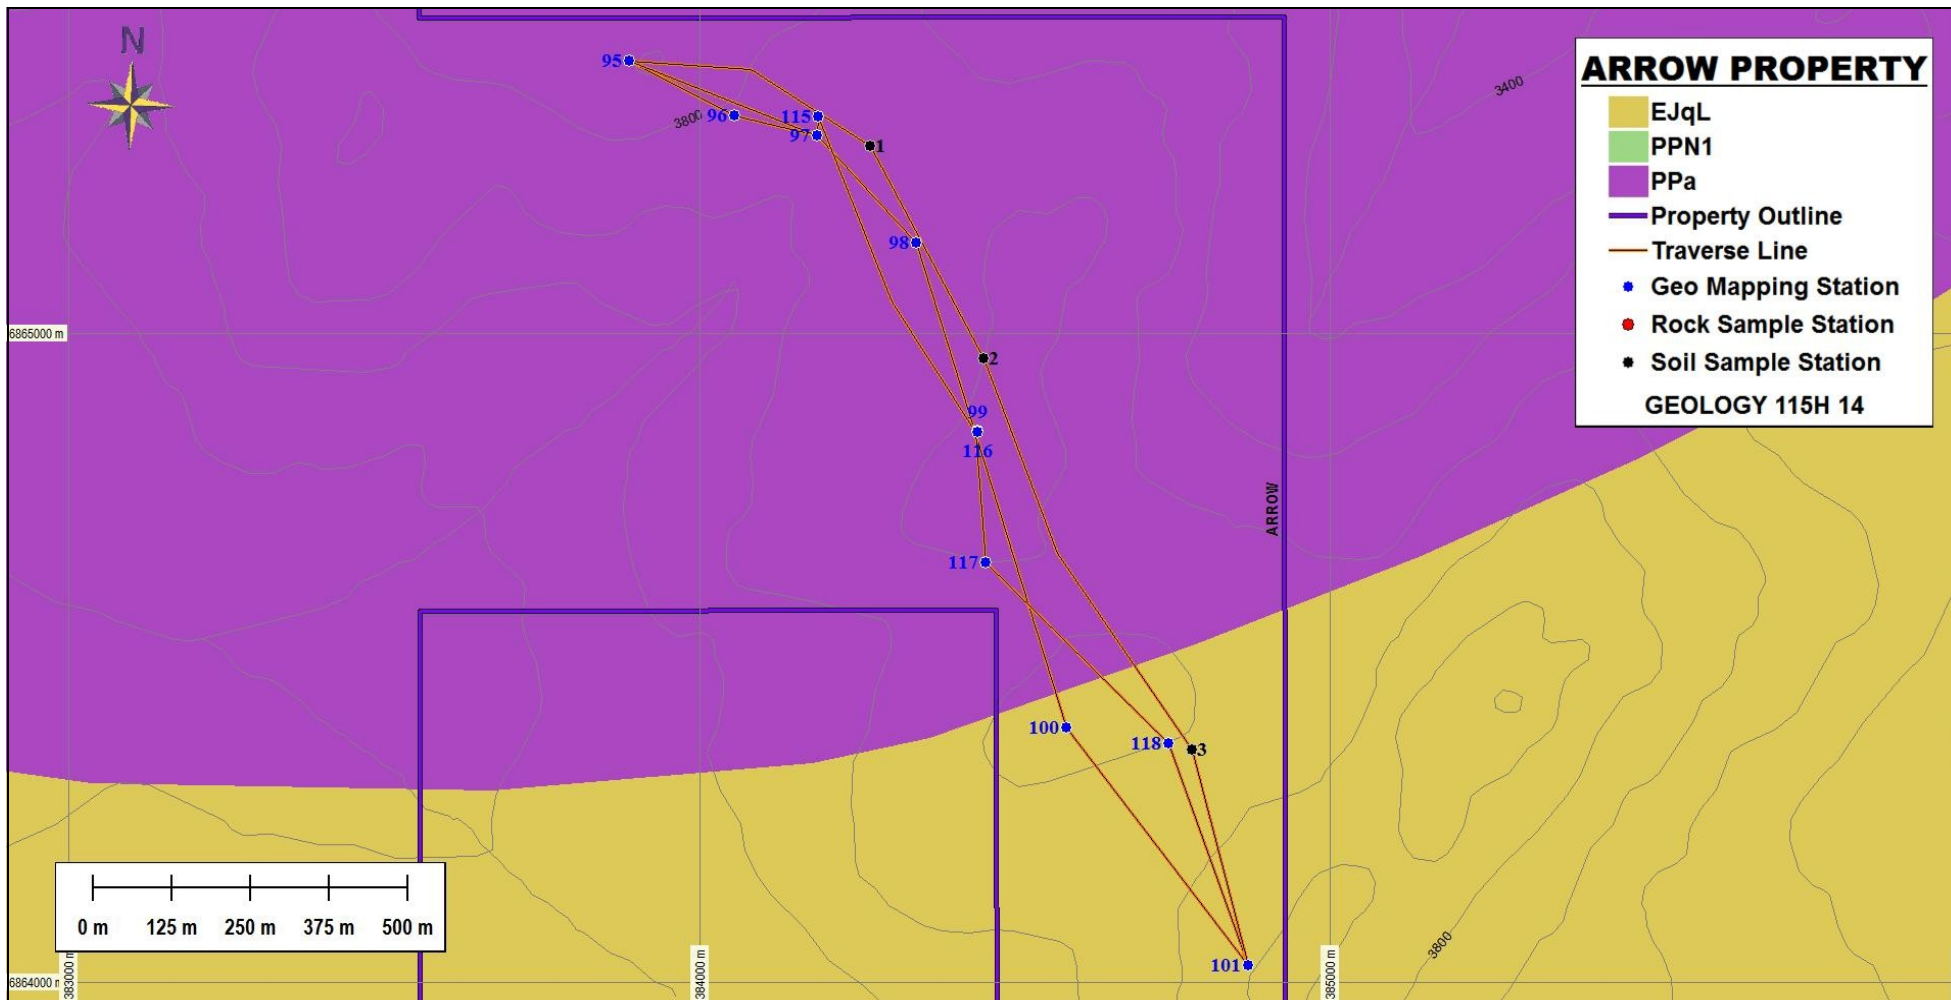 N
95
3800
96
115
97
1
98
2
99
116
117
100
118
3
101
ARROW
3400
3800
6865000 m
6864000 m
383000 m
384000 m
385000 m
0 m 125 m 250 m 375 m 500 m
ARROW PROPERTY
EJqL
PPN1
PPa
Property Outline
Traverse Line
Geo Mapping Station
Rock Sample Station
Soil Sample Station
GEOLOGY 115H 14